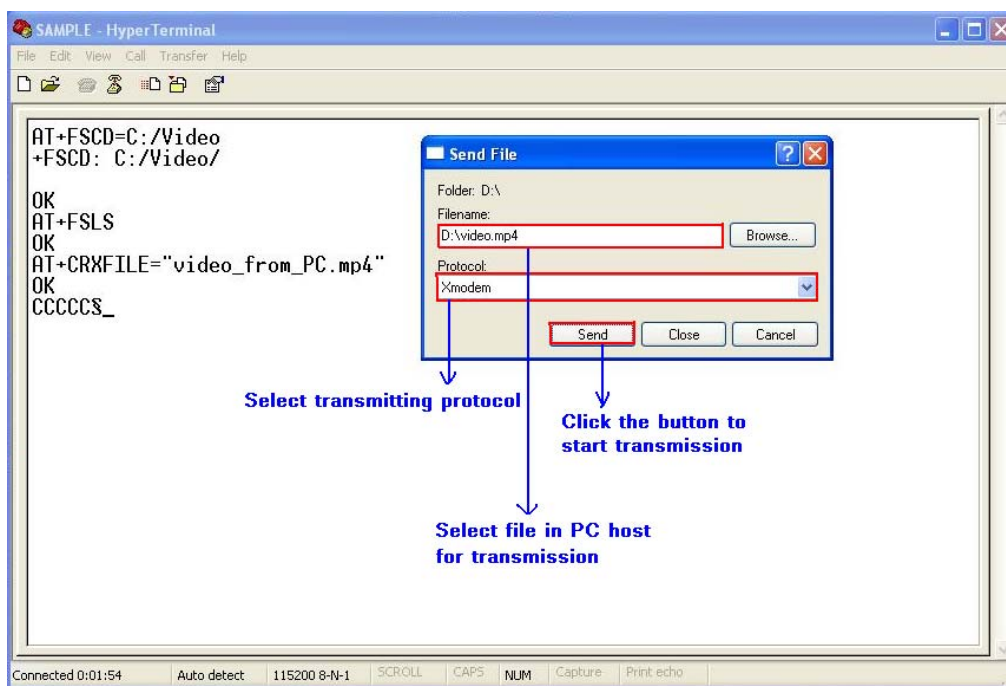 SAMPLE - HyperTerminal
File Edit View Call Transfer Help
AT+FSCD=C:/Video
+FSCD: C:/Video/
OK
AT+FSLS
OK
AT+CRXFILE="video_from_PC.mp4"
OK
CCCCC§_
Send File
Folder: D:\
Filename:
D:\video.mp4
Browse...
Protocol:
Xmodem
Send Close Cancel
Select transmitting protocol
Click the button to
start transmission
Select file in PC host
for transmission
Connected 0:01:54 Auto detect 115200 8-N-1 SCROLL CAPS NUM Capture Print echo